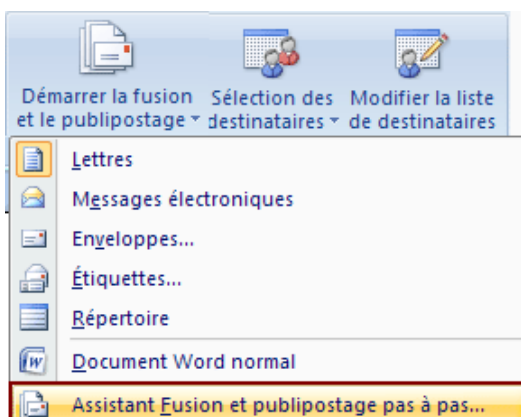 Démarrer la fusion et le publipostage
Sélection des destinataires
Modifier la liste de destinataires
Lettres
Messages électroniques
Enveloppes...
Étiquettes...
Répertoire
Document Word normal
Assistant Fusion et publipostage pas à pas...